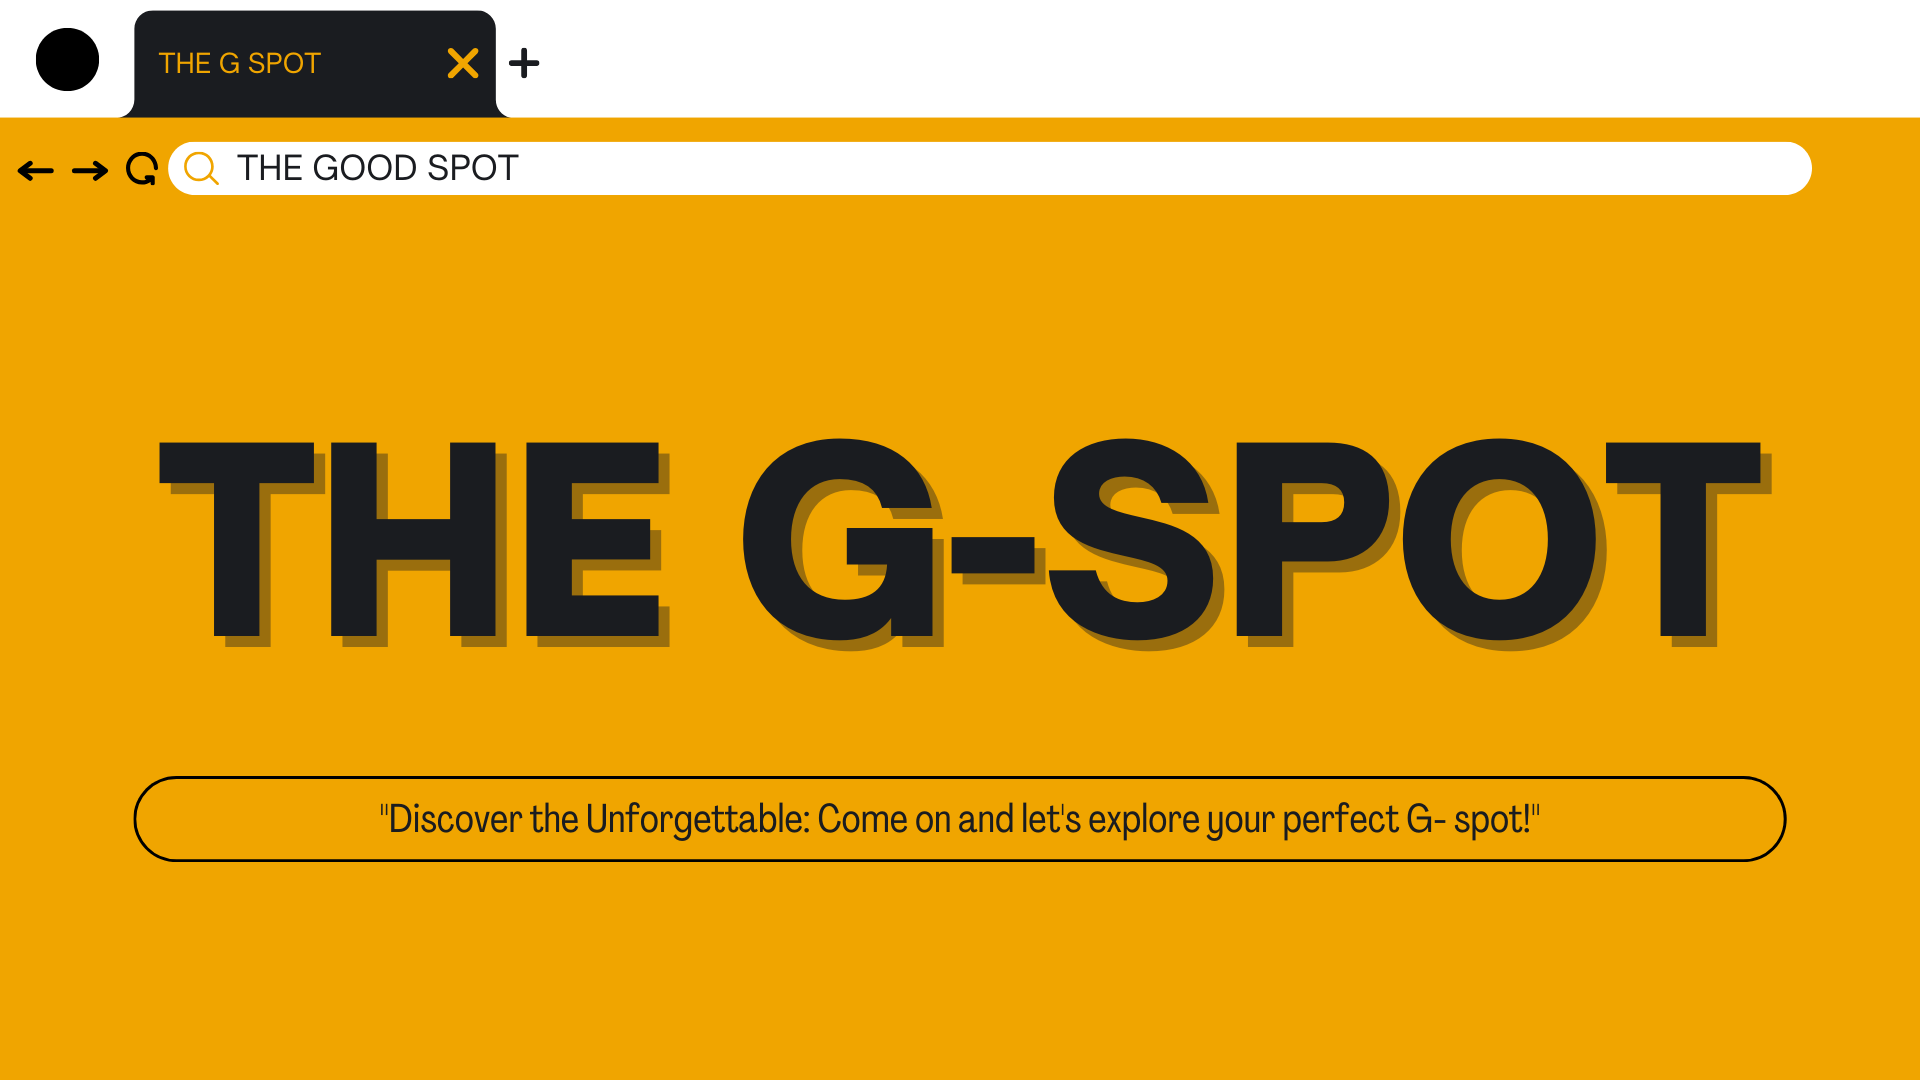 THE G SPOT
THE GOOD SPOT
THE G-SPOT
"Discover the Unforgettable: Come on and let's explore your perfect G- spot!"